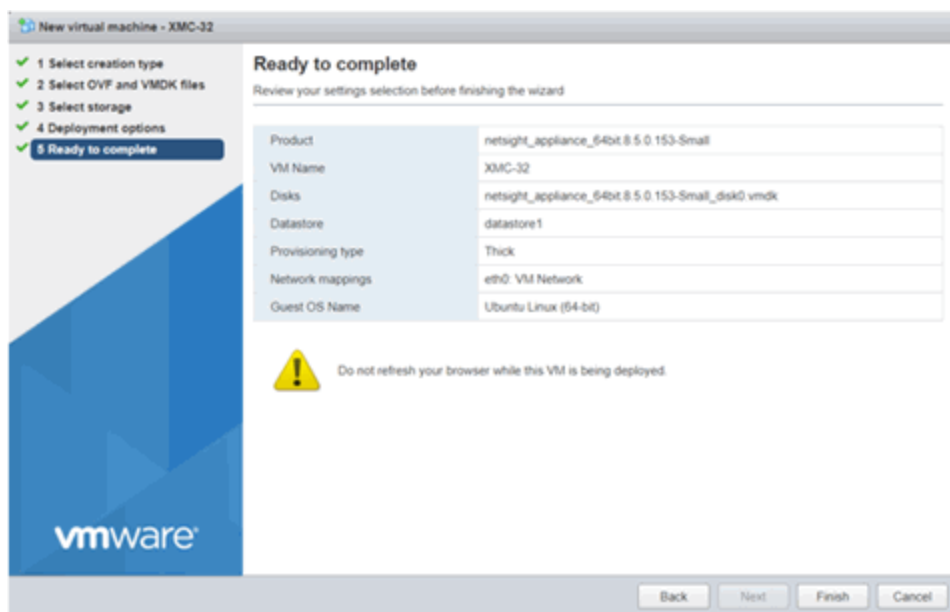 New virtual machine - XMC-32
1 Select creation type
2 Select OVF and VMDK files
3 Select storage
4 Deployment options
5 Ready to complete
Ready to complete
Review your settings selection before finishing the wizard
Product netsight_appliance_64bit.8.5.0.153-Small
VM Name XMC-32
Disks netsight_appliance_64bit.8.5.0.153-Small_disk0.vmdk
Datastore datastore1
Provisioning type Thick
Network mappings eth0: VM Network
Guest OS Name Ubuntu Linux (64-bit)
Do not refresh your browser while this VM is being deployed.
vmware®
Back Next Finish Cancel